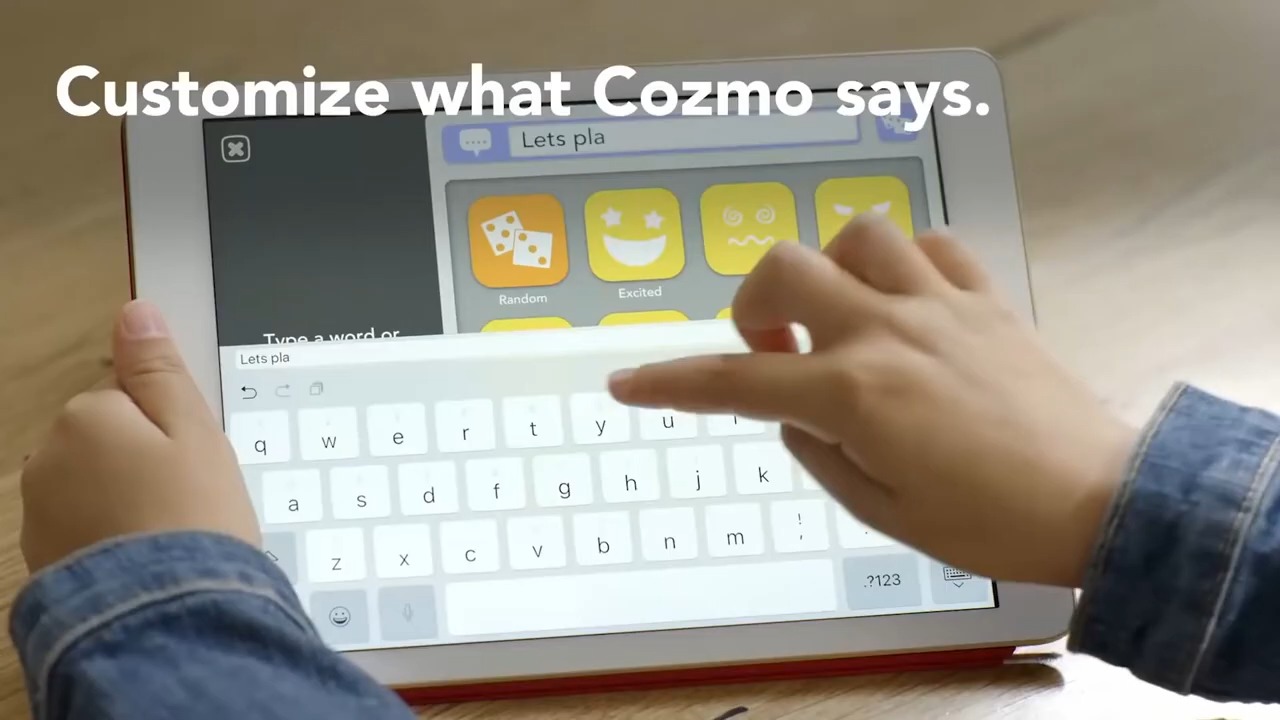 Customize what Cozmo says.
Lets pla
Random
Excited
Type a word or
Lets pla
q w e r t y u
a s d f g h j k
z x c v b n m ! ,
.?123